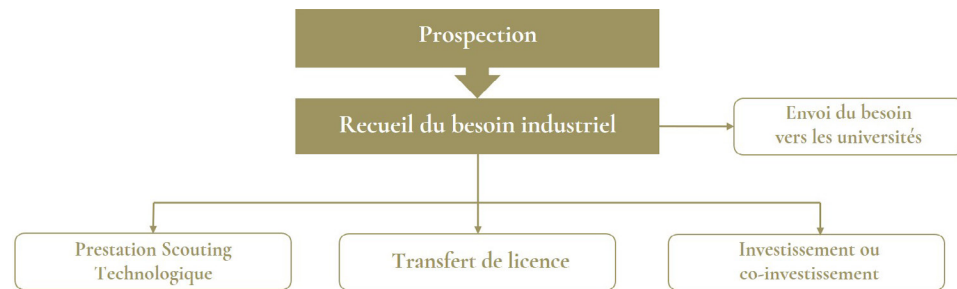 Prospection
Recueil du besoin industriel
Envoi du besoin
vers les universités
Prestation Scouting
Technologique
Transfert de licence
Investissement ou
co-investissement